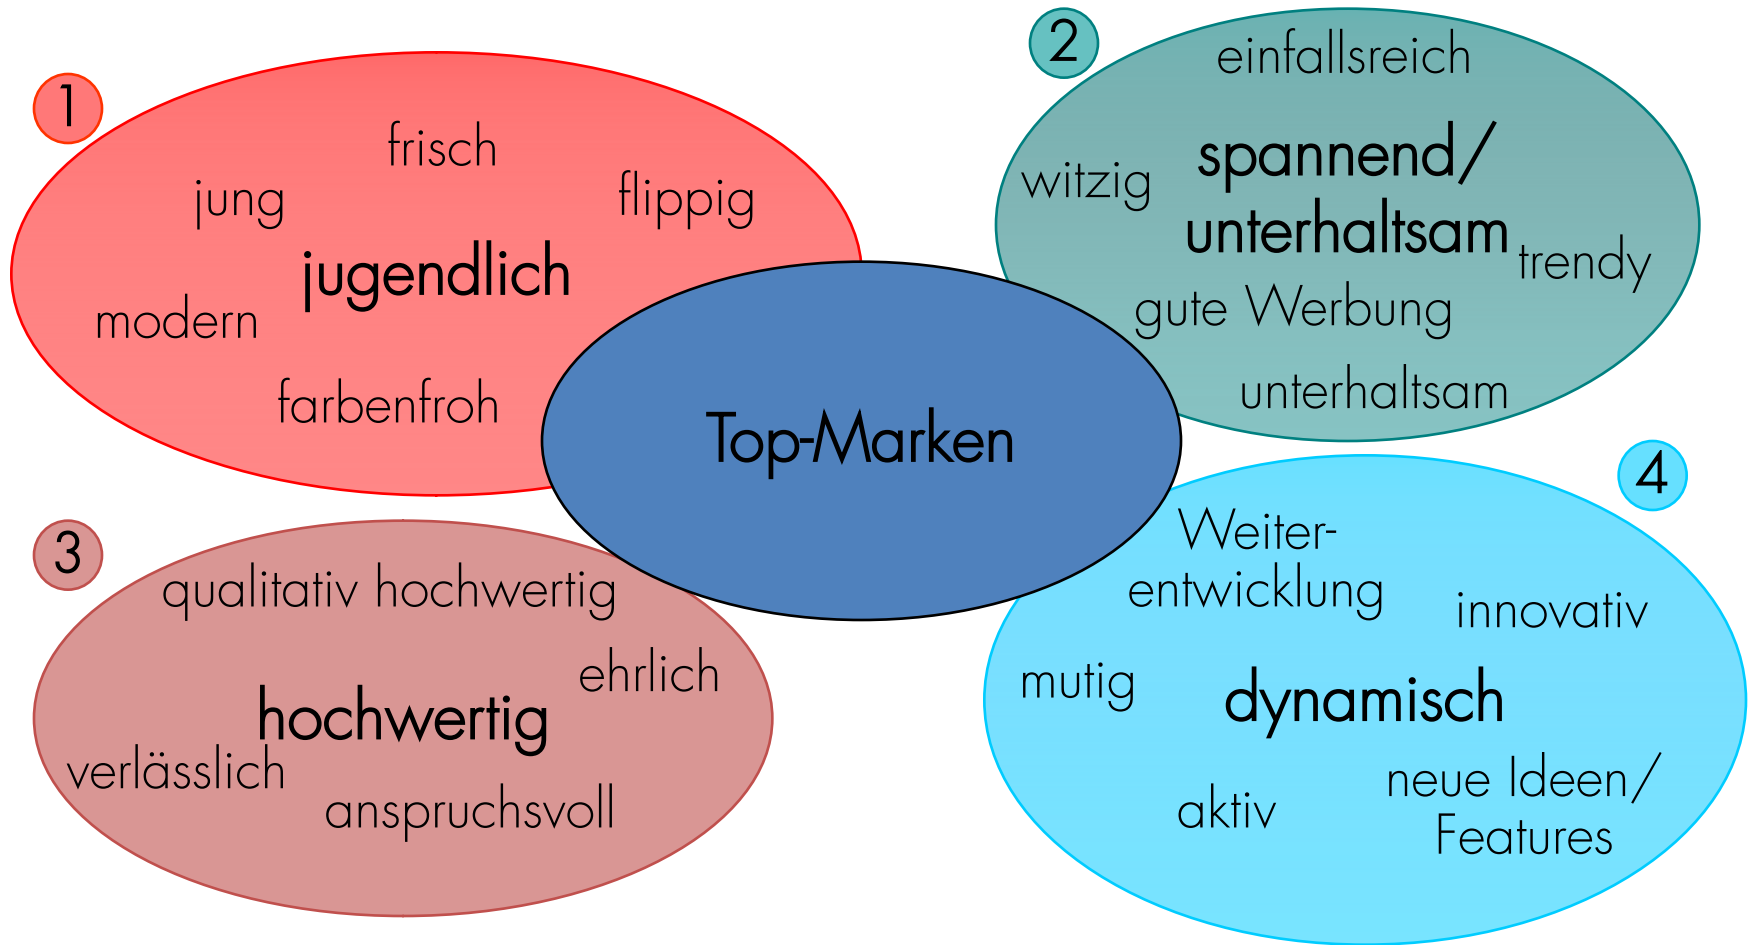 1
frisch
jung
flippig
jugendlich
modern
farbenfroh
2
einfallsreich
witzig
spannend/
unterhaltsam
trendy
gute Werbung
unterhaltsam
Top-Marken
3
qualitativ hochwertig
ehrlich
hochwertig
verlässlich
anspruchsvoll
4
Weiter-
entwicklung
innovativ
mutig
dynamisch
aktiv
neue Ideen/
Features